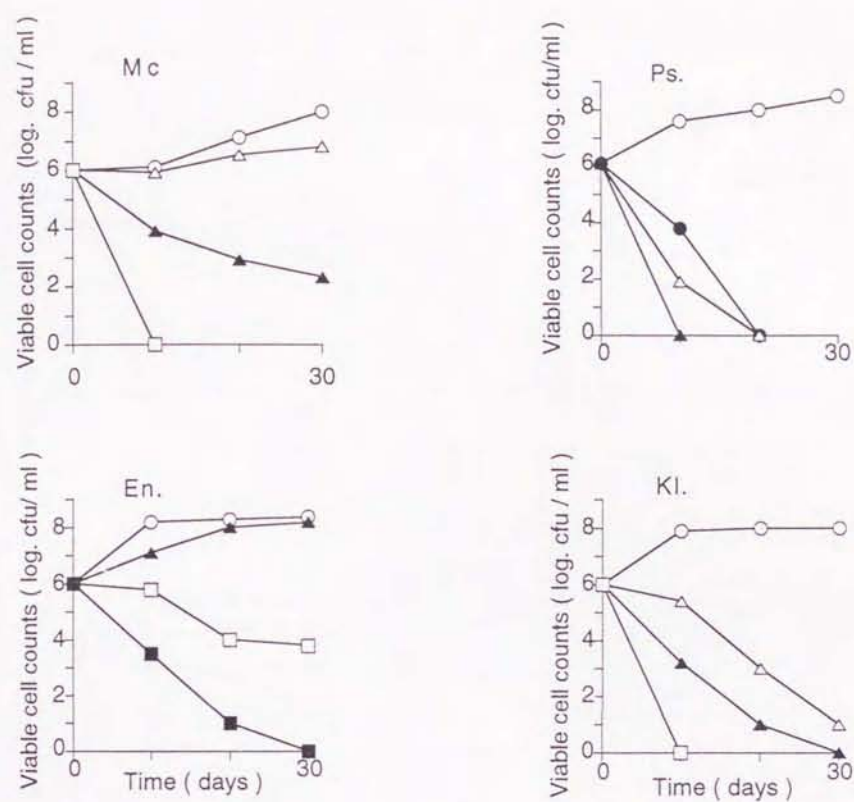 Mc
Viable cell counts (log. cfu / ml)
8
6
4
2
0
0
30
Ps.
Viable cell counts ( log. cfu/ml )
8
6
4
2
0
0
30
En.
Viable cell counts ( log. cfu/ ml )
8
6
4
2
0
0
30
Time ( days )
Kl.
Viable cell counts ( log. cfu / ml )
8
6
4
2
0
0
30
Time ( days )